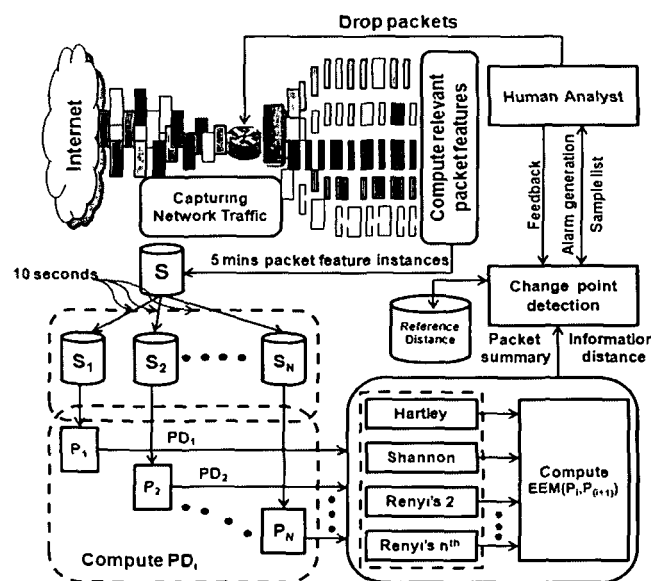 Drop packets
Internet
Capturing
Network Traffic
Compute relevant
packet features
Human Analyst
Feedback
Alarm generation
Sample list
5 mins packet feature instances
10 seconds
S
S1
S2
SN
Change point
detection
Reference
Distance
Packet
summary
Information
distance
P1
PD1
P2
PD2
PN
Compute PDi
Hartley
Shannon
Renyi's 2
Renyi's nth
Compute
EEM(Pi,P(i+1))